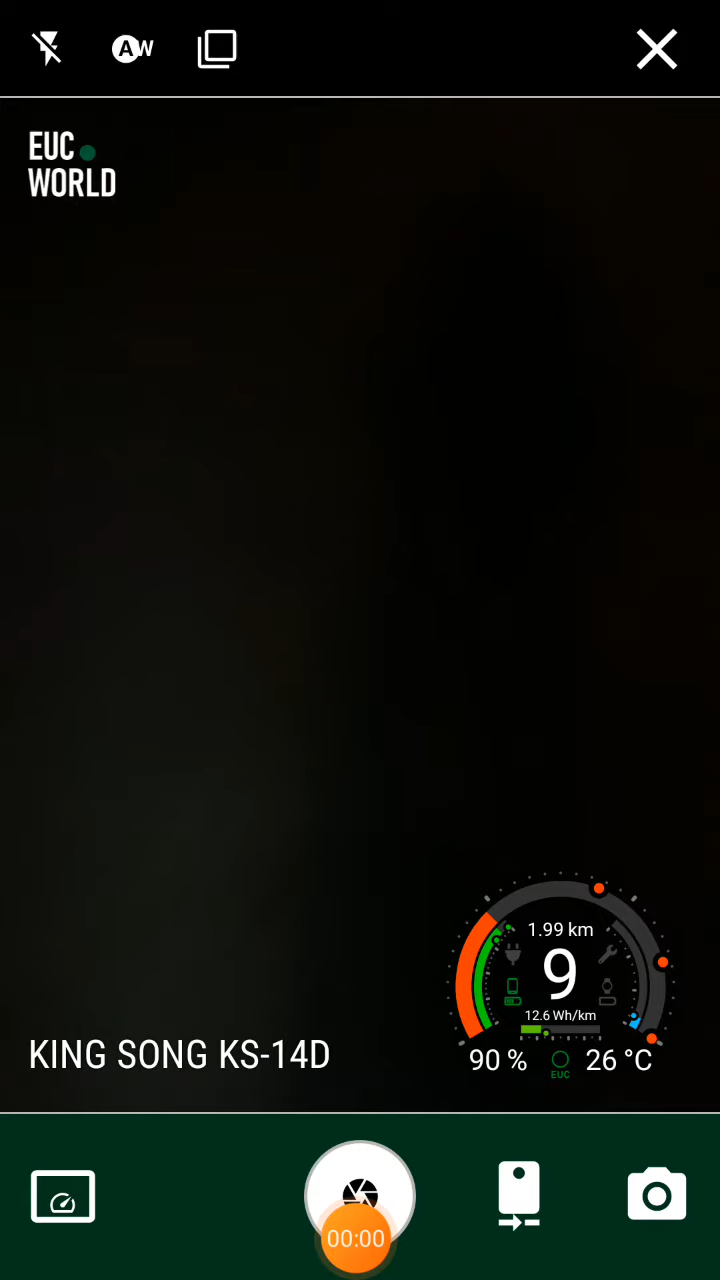 AW
EUC
WORLD
1.99 km
9
12.6 Wh/km
90 %
26 °C
EUC
KING SONG KS-14D
00:00